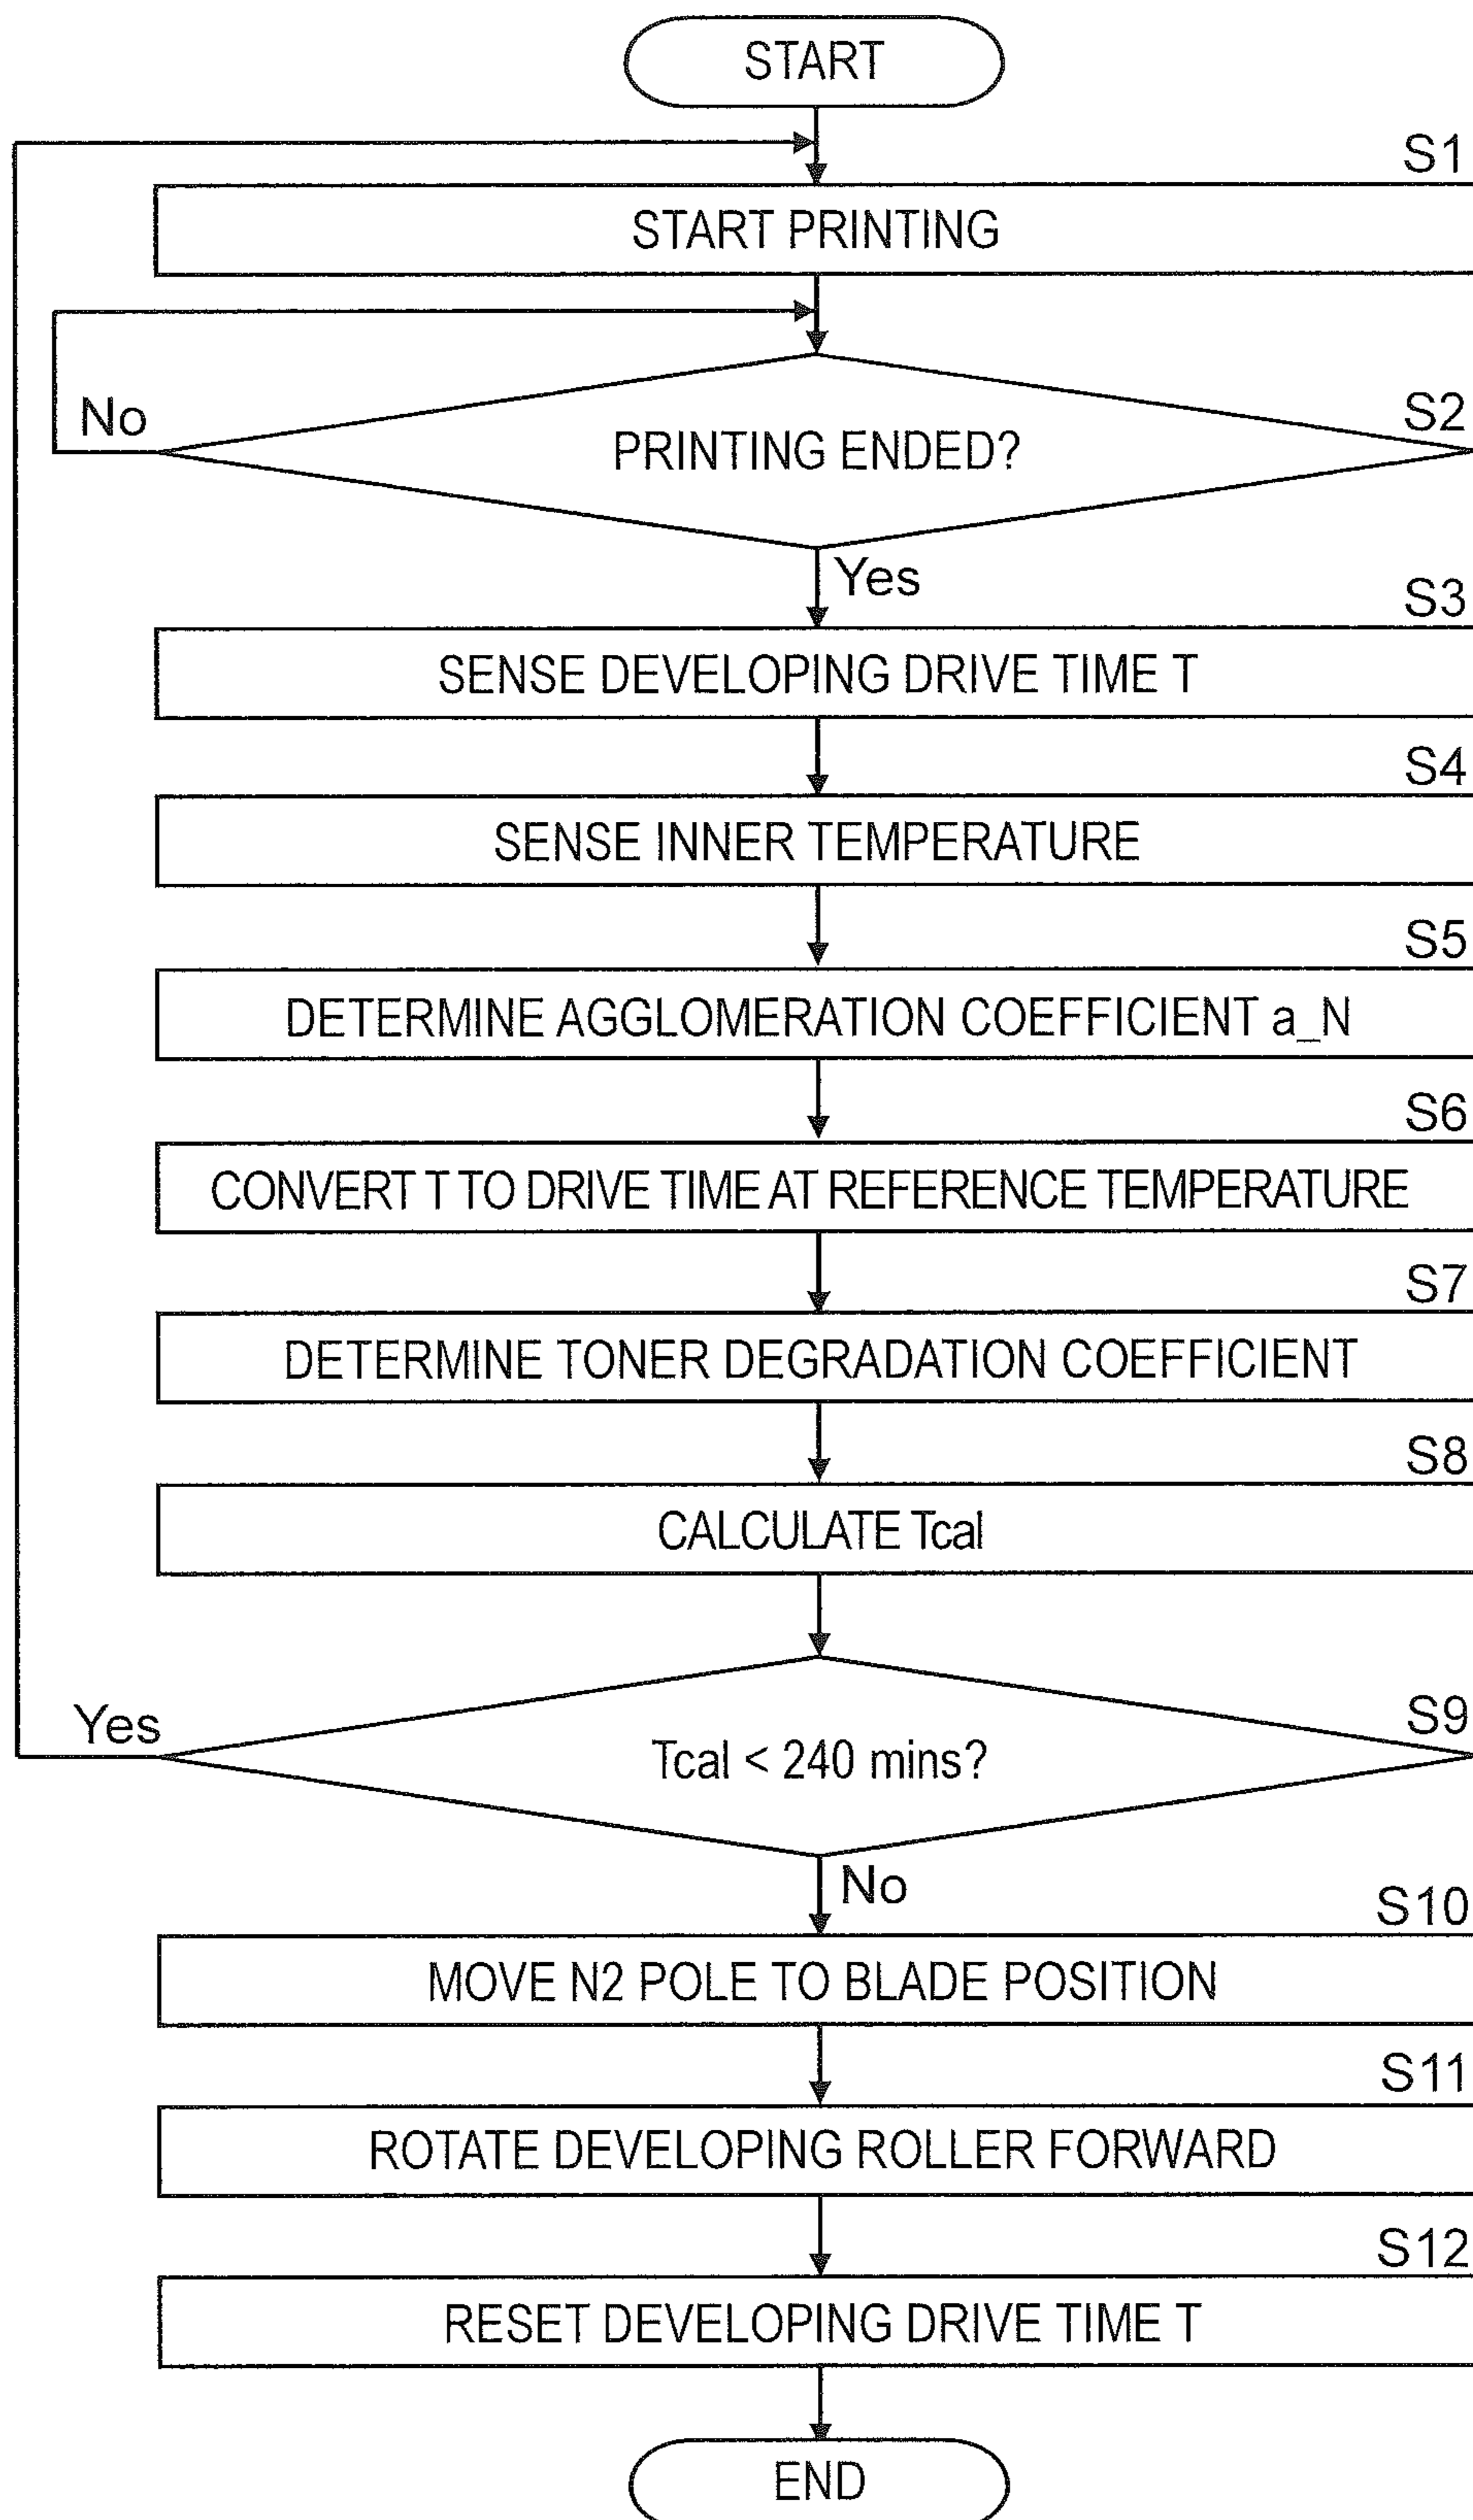 START
S1
START PRINTING
S2
No
PRINTING ENDED?
Yes
S3
SENSE DEVELOPING DRIVE TIME T
S4
SENSE INNER TEMPERATURE
S5
DETERMINE AGGLOMERATION COEFFICIENT a_N
S6
CONVERT T TO DRIVE TIME AT REFERENCE TEMPERATURE
S7
DETERMINE TONER DEGRADATION COEFFICIENT
S8
CALCULATE Tcal
S9
Yes
Tcal < 240 mins?
No
S10
MOVE N2 POLE TO BLADE POSITION
S11
ROTATE DEVELOPING ROLLER FORWARD
S12
RESET DEVELOPING DRIVE TIME T
END